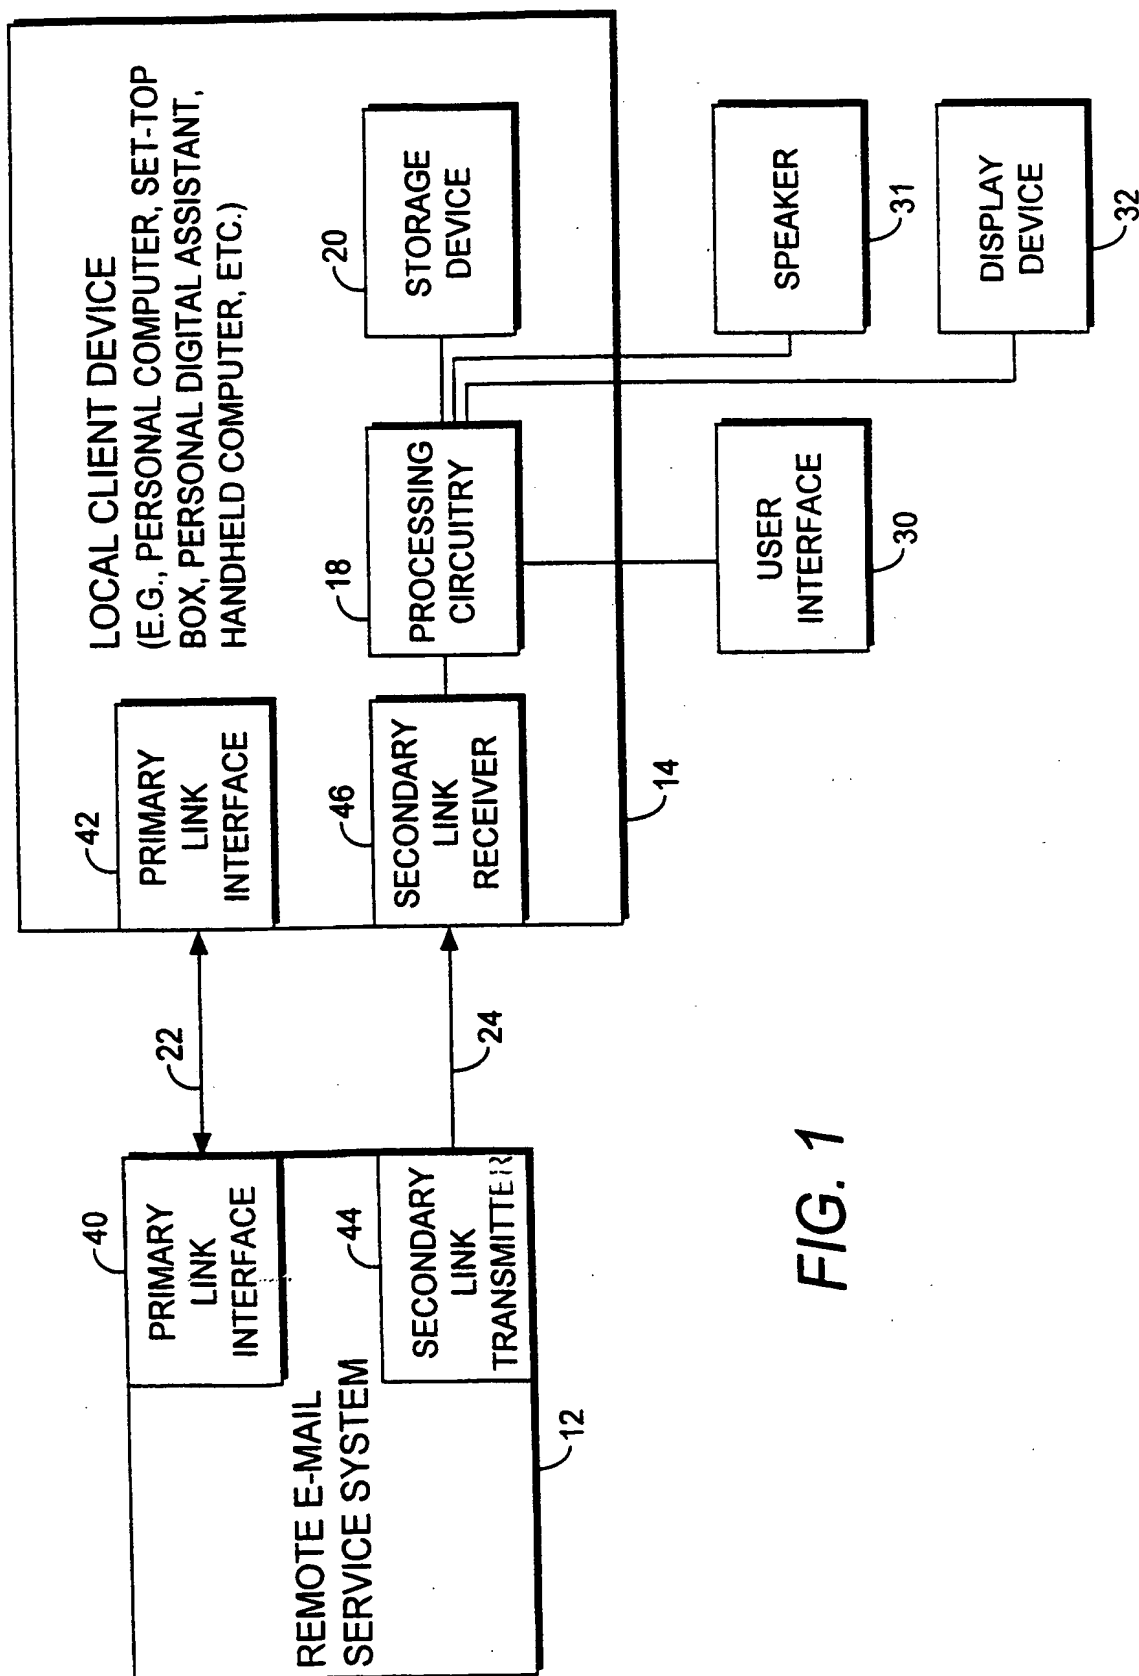 LOCAL CLIENT DEVICE
(E.G., PERSONAL COMPUTER, SET-TOP
BOX, PERSONAL DIGITAL ASSISTANT,
HANDHELD COMPUTER, ETC.)
40
PRIMARY
LINK
INTERFACE
22
42
PRIMARY
LINK
INTERFACE
REMOTE E-MAIL
SERVICE SYSTEM
44
SECONDARY
LINK
TRANSMITTER
24
46
SECONDARY
LINK
RECEIVER
18
PROCESSING
CIRCUITRY
20
STORAGE
DEVICE
12
14
USER
INTERFACE
30
SPEAKER
31
DISPLAY
DEVICE
32
FIG. 1